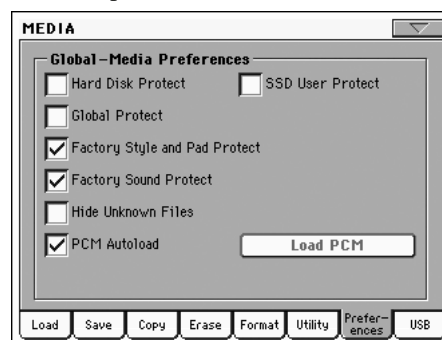 MEDIA
Global-Media Preferences
Hard Disk Protect SSD User Protect
Global Protect
Factory Style and Pad Protect
Factory Sound Protect
Hide Unknown Files
PCM Autoload Load PCM
Load Save Copy Erase Format Utility Prefer-ences USB